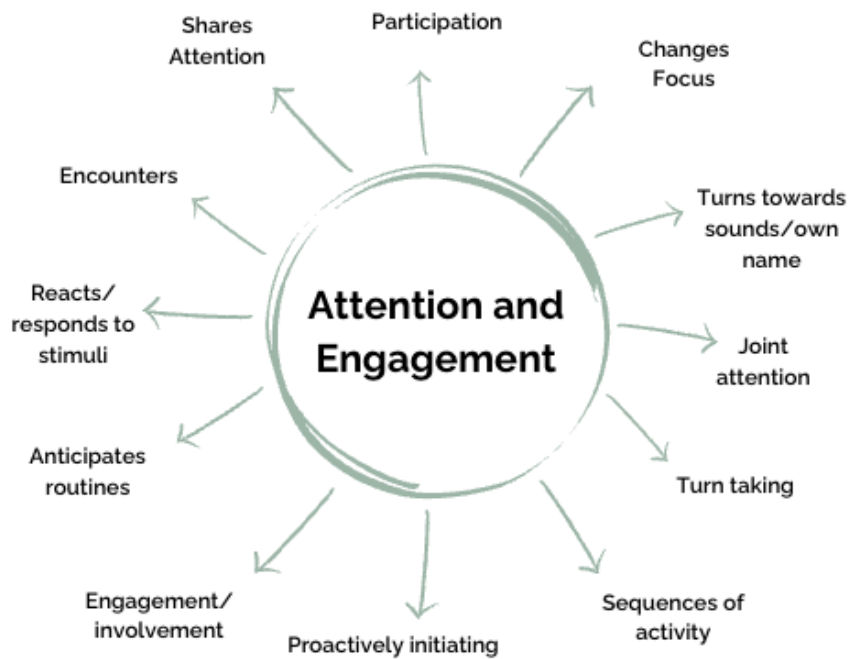 Shares
Attention
Participation
Changes
Focus
Encounters
Turns towards
sounds/own
name
Reacts/
responds to
stimuli
Attention and
Engagement
Joint
attention
Anticipates
routines
Turn taking
Engagement/
involvement
Proactively initiating
Sequences of
activity